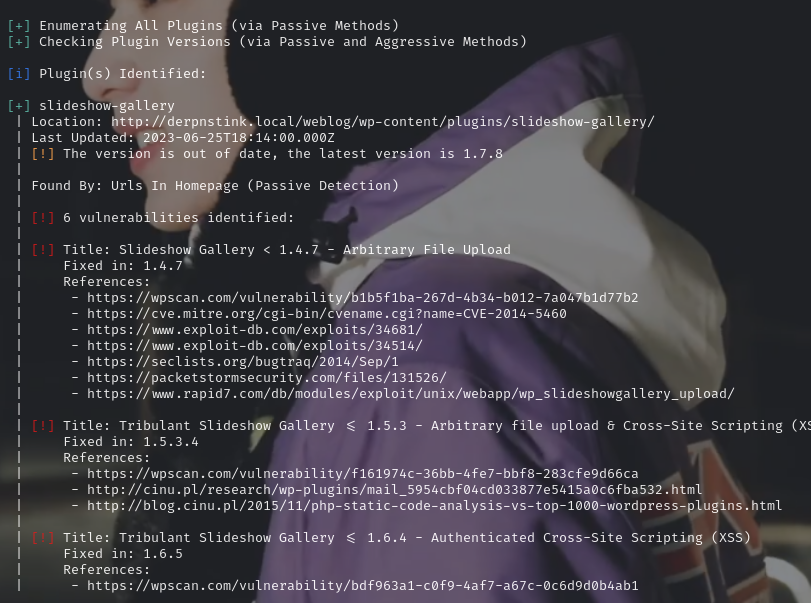 [+] Enumerating All Plugins (via Passive Methods)
[+] Checking Plugin Versions (via Passive and Aggressive Methods)
[i] Plugin(s) Identified:
[+] slideshow-gallery
| Location: http://derpnstink.local/weblog/wp-content/plugins/slideshow-gallery/
| Last Updated: 2023-06-25T18:14:00.000Z
| [!] The version is out of date, the latest version is 1.7.8
|
| Found By: Urls In Homepage (Passive Detection)
|
| [!] 6 vulnerabilities identified:
|
| [!] Title: Slideshow Gallery < 1.4.7 - Arbitrary File Upload
|     Fixed in: 1.4.7
|     References:
|      - https://wpscan.com/vulnerability/b1b5f1ba-267d-4b34-b012-7a047b1d77b2
|      - https://cve.mitre.org/cgi-bin/cvename.cgi?name=CVE-2014-5460
|      - https://www.exploit-db.com/exploits/34681/
|      - https://www.exploit-db.com/exploits/34514/
|      - https://seclists.org/bugtraq/2014/Sep/1
|      - https://packetstormsecurity.com/files/131526/
|      - https://www.rapid7.com/db/modules/exploit/unix/webapp/wp_slideshowgallery_upload/
|
| [!] Title: Tribulant Slideshow Gallery <= 1.5.3 - Arbitrary file upload & Cross-Site Scripting (XS
|     Fixed in: 1.5.3.4
|     References:
|      - https://wpscan.com/vulnerability/f161974c-36bb-4fe7-bbf8-283cfe9d66ca
|      - http://cinu.pl/research/wp-plugins/mail_5954cbf04cd033877e5415a0c6fba532.html
|      - http://blog.cinu.pl/2015/11/php-static-code-analysis-vs-top-1000-wordpress-plugins.html
|
| [!] Title: Tribulant Slideshow Gallery <= 1.6.4 - Authenticated Cross-Site Scripting (XSS)
|     Fixed in: 1.6.5
|     References:
|      - https://wpscan.com/vulnerability/bdf963a1-c0f9-4af7-a67c-0c6d9d0b4ab1